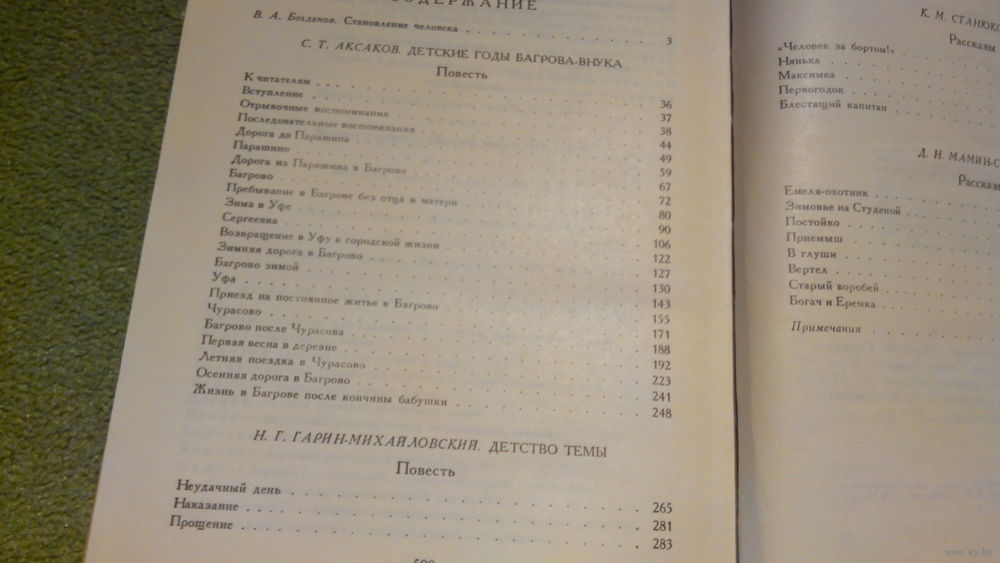 СОДЕРЖАНИЕ
В. А. Богданов. Становление человека . . . 3
С. Т. АКСАКОВ. ДЕТСКИЕ ГОДЫ БАГРОВА-ВНУКА
Повесть
К читателям . . . 36
Вступление . . . 37
Отрывочные воспоминания . . . 38
Последовательные воспоминания . . . 44
Дорога до Парашина . . . 49
Парашино . . . 59
Дорога из Парашина в Багрово . . . 67
Багрово . . . 72
Пребывание в Багрове без отца и матери . . . 80
Зима в Уфе . . . 90
Сергеевка . . . 106
Возвращение в Уфу к городской жизни . . . 122
Зимняя дорога в Багрово . . . 127
Багрово зимой . . . 130
Уфа . . . 143
Приезд на постоянное житье в Багрово . . . 155
Чурасово . . . 171
Багрово после Чурасова . . . 188
Первая весна в деревне . . . 192
Летняя поездка в Чурасово . . . 223
Осенняя дорога в Багрово . . . 241
Жизнь в Багрове после кончины бабушки . . . 248
Н. Г. ГАРИН-МИХАЙЛОВСКИЙ. ДЕТСТВО ТЕМЫ
Повесть
Неудачный день . . . 265
Наказание . . . 281
Прощение . . . 283
К. М. СТАНЮКО
Рассказы
«Человек за бортом!» . . .
Нянька . . .
Максимка . . .
Первогодок . . .
Блестящий капитан . . .
Д. Н. МАМИН-С
Рассказы
Емеля-охотник . . .
Зимовье на Студеной . . .
Постойко . . .
Приемыш . . .
В глуши . . .
Вертел . . .
Старый воробей . . .
Богач и Еремка . . .
Примечания . . .
www.ay.by